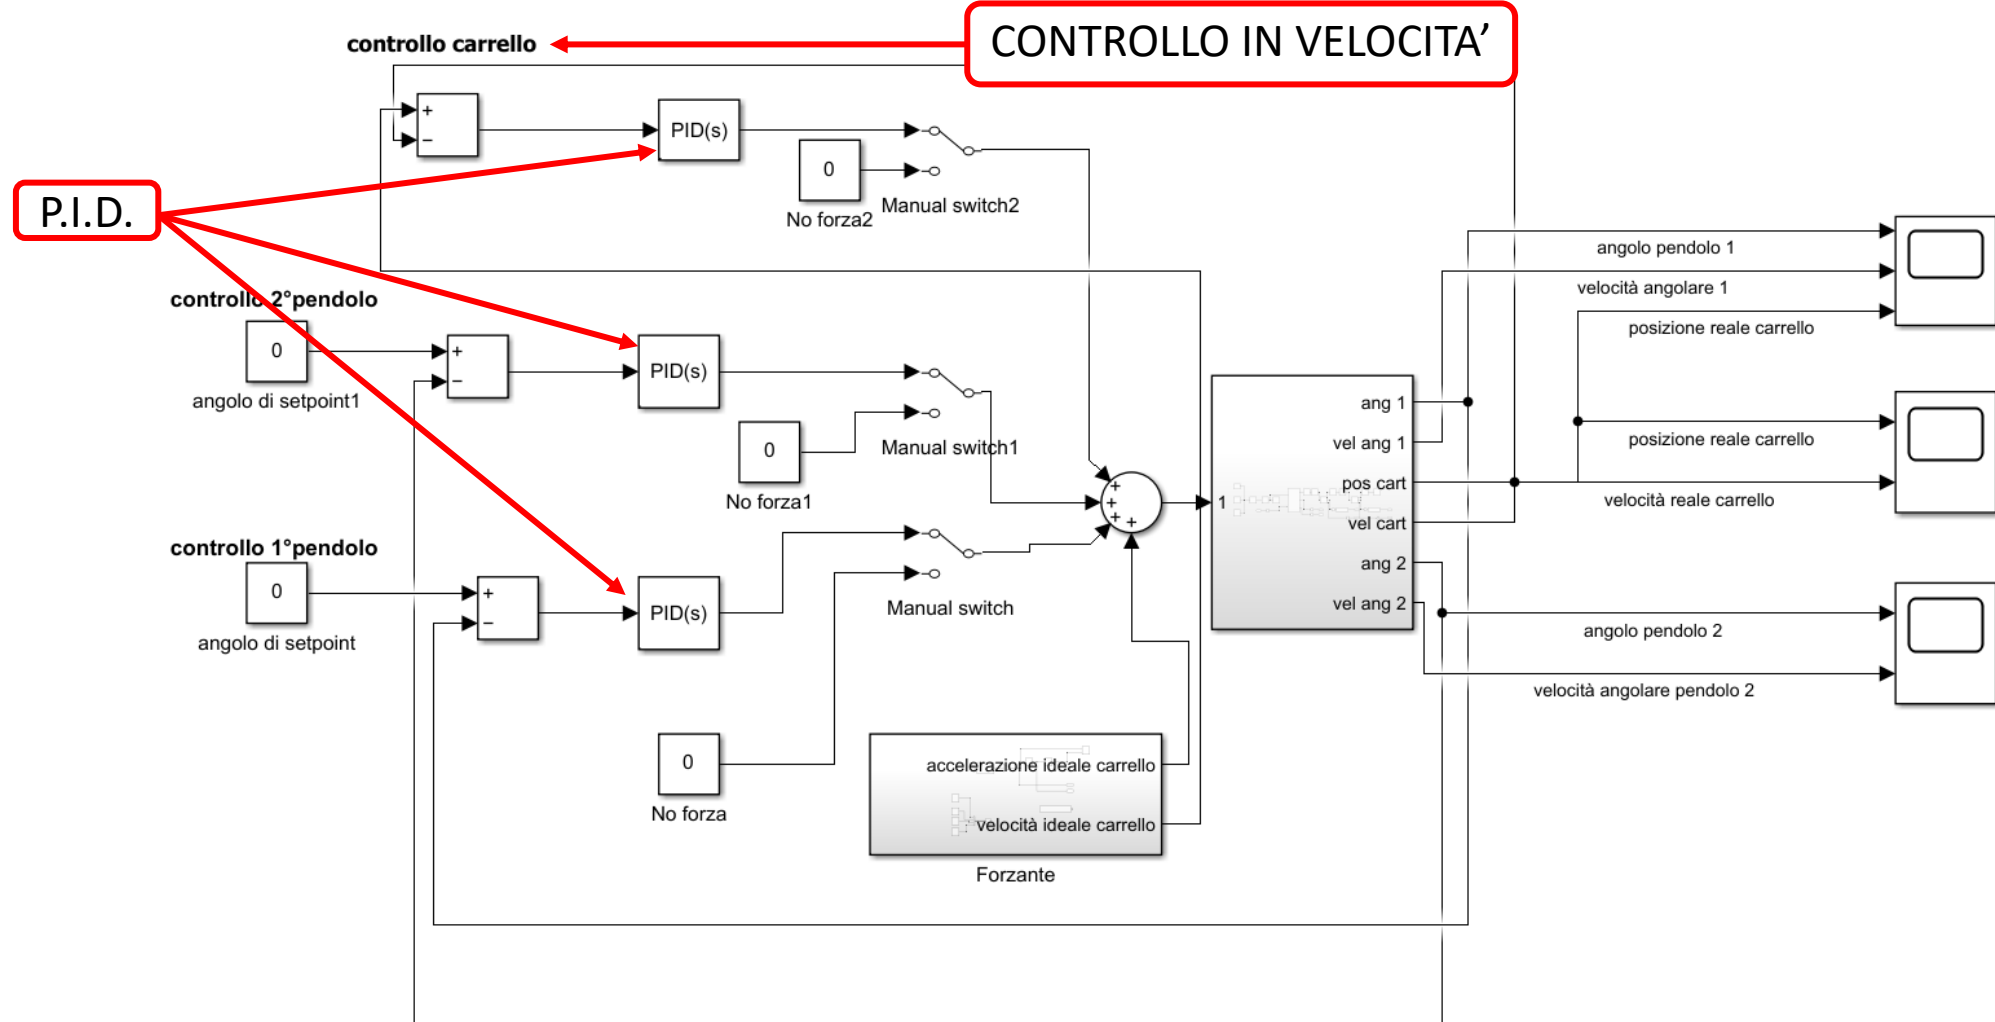 CONTROLLO IN VELOCITA’
controllo carrello
+
−
PID(s)
0
No forza2
Manual switch2
P.I.D.
controllo 2°pendolo
0
angolo di setpoint1
+
−
PID(s)
0
No forza1
Manual switch1
controllo 1°pendolo
0
angolo di setpoint
+
−
PID(s)
Manual switch
0
No forza
+
+
+
+
1
ang 1
vel ang 1
pos cart
vel cart
ang 2
vel ang 2
accelerazione ideale carrello
velocità ideale carrello
Forzante
angolo pendolo 1
velocità angolare 1
posizione reale carrello
posizione reale carrello
velocità reale carrello
angolo pendolo 2
velocità angolare pendolo 2